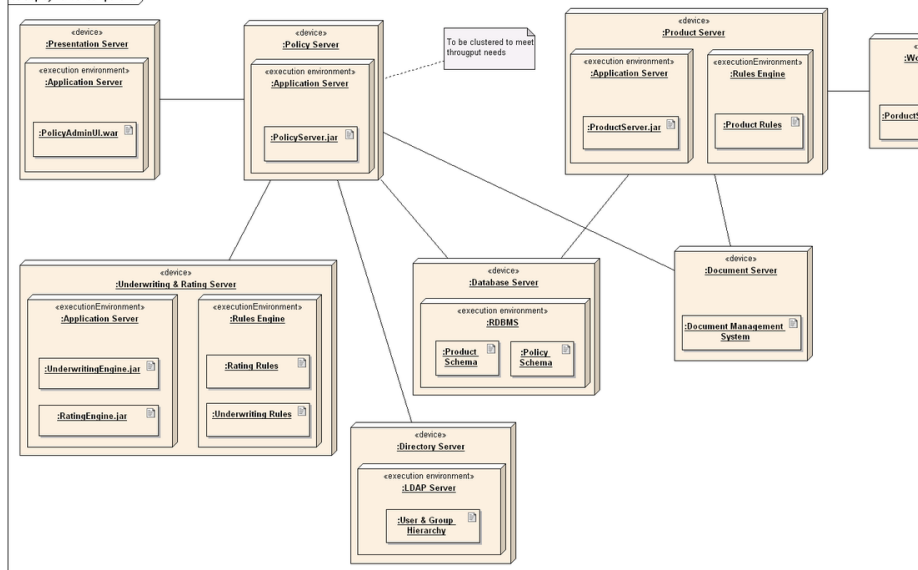 «device»
:Presentation Server
«execution environment»
:Application Server
:PolicyAdminUI.war
«device»
:Policy Server
«execution environment»
:Application Server
:PolicyServer.jar
To be clustered to meet
througput needs
«device»
:Product Server
«execution environment»
:Application Server
:ProductServer.jar
«executionEnvironment»
:Rules Engine
:Product Rules
«device»
:Underwriting & Rating Server
«executionEnvironment»
:Application Server
:UnderwritingEngine.jar
:RatingEngine.jar
«executionEnvironment»
:Rules Engine
:Rating Rules
:Underwriting Rules
«device»
:Database Server
«execution environment»
:RDBMS
:Product
Schema
:Policy
Schema
«device»
:Document Server
:Document Management
System
«device»
:Directory Server
«execution environment»
:LDAP Server
:User & Group
Hierarchy